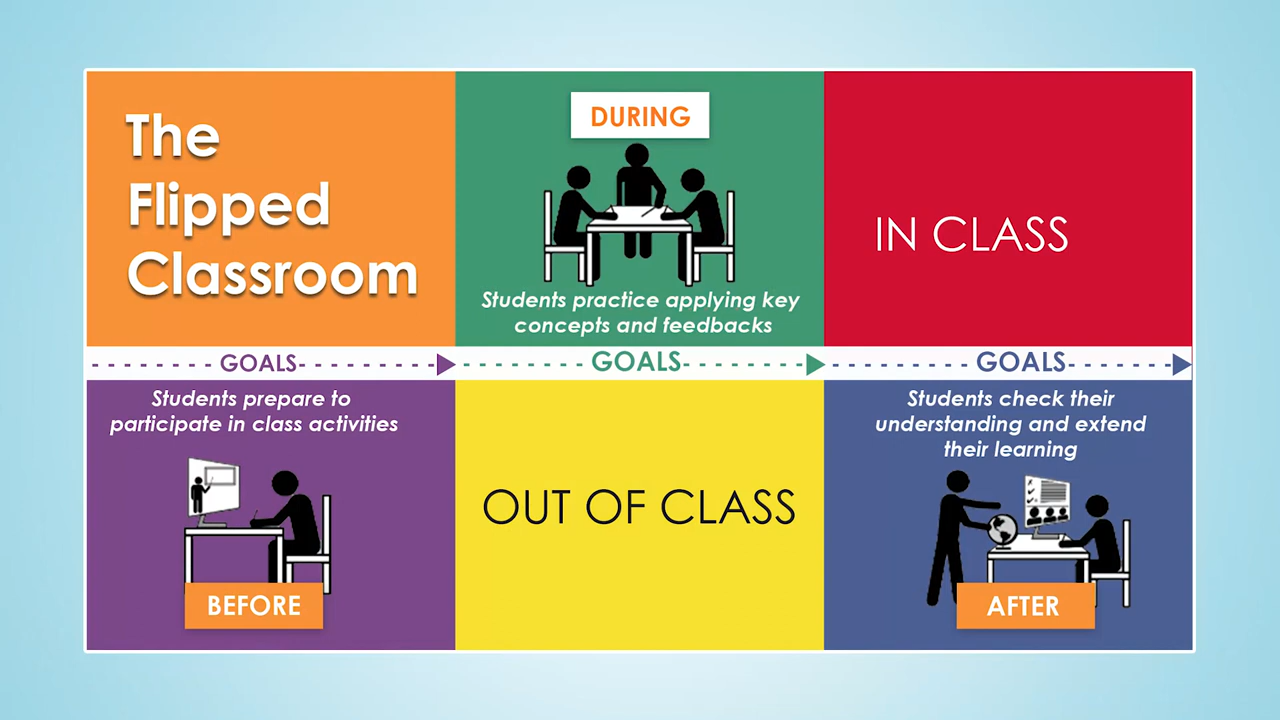 The
Flipped
Classroom
DURING
Students practice applying key
concepts and feedbacks
IN CLASS
GOALS
GOALS
GOALS
Students prepare to
participate in class activities
BEFORE
OUT OF CLASS
Students check their
understanding and extend
their learning
AFTER